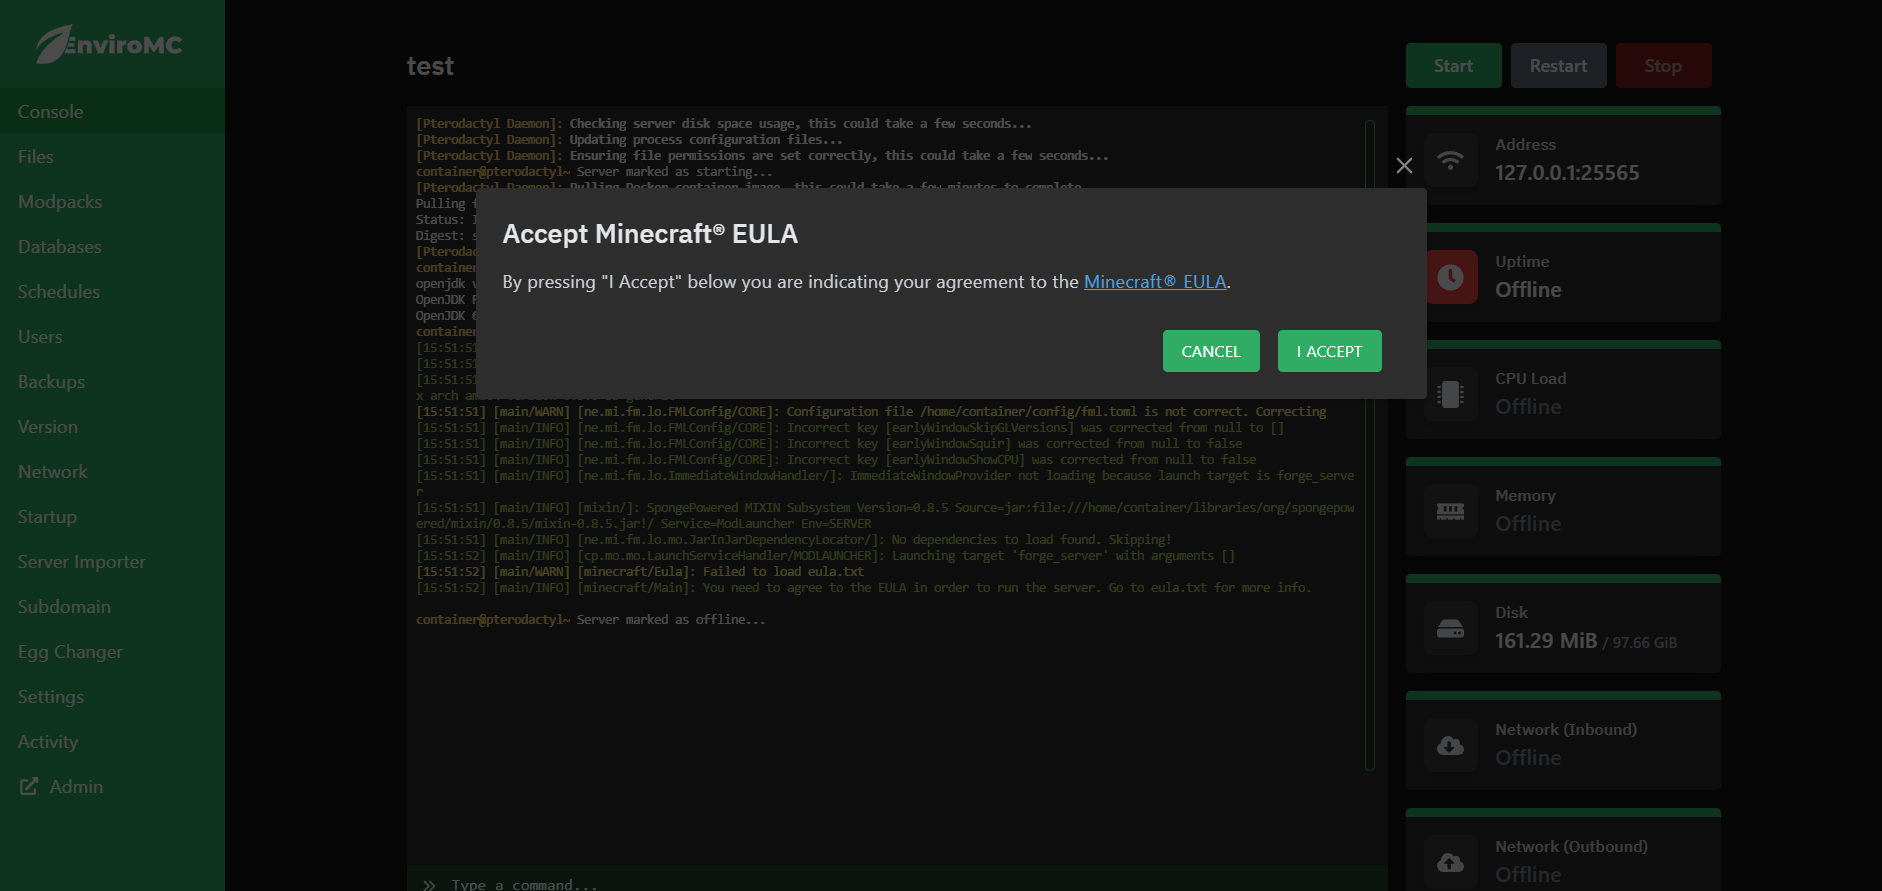 EnviroMC
Console
Files
Modpacks
Databases
Schedules
Users
Backups
Version
Network
Startup
Server Importer
Subdomain
Egg Changer
Settings
Activity
Admin
test
Start
Restart
Stop
[Pterodactyl Daemon]: Checking server disk space usage, this could take a few seconds...
[Pterodactyl Daemon]: Updating process configuration files...
[Pterodactyl Daemon]: Ensuring file permissions are set correctly, this could take a few seconds...
container@pterodactyl~ Server marked as starting...
[Pterodactyl Daemon]: Pulling Docker container image, this could take a few minutes to complete
Pulling
Status:
Digest:
[Pterodac
container
openjdk
OpenJDK
OpenJDK
container
[15:51:51
[15:51:51
[15:51:51
x arch
[15:51:51] [main/WARN] [ne.mi.fm.lo.FMLConfig/CORE]: Configuration file /home/container/config/fml.toml is not correct. Correcting
[15:51:51] [main/INFO] [ne.mi.fm.lo.FMLConfig/CORE]: Incorrect key [earlyWindowSkipGLVersions] was corrected from null to []
[15:51:51] [main/INFO] [ne.mi.fm.lo.FMLConfig/CORE]: Incorrect key [earlyWindowSquir] was corrected from null to false
[15:51:51] [main/INFO] [ne.mi.fm.lo.FMLConfig/CORE]: Incorrect key [earlyWindowShowCPU] was corrected from null to false
[15:51:51] [main/INFO] [ne.mi.fm.lo.ImmediateWindowHandler/]: ImmediateWindowProvider not loading because launch target is forge_serve
r
[15:51:51] [main/INFO] [mixin/]: SpongePowered MIXIN Subsystem Version=0.8.5 Source=jar:file:///home/container/libraries/org/spongepow
ered/mixin/0.8.5/mixin-0.8.5.jar!/ Service=ModLauncher Env=SERVER
[15:51:51] [main/INFO] [ne.mi.fm.lo.mo.JarInJarDependencyLocator/]: No dependencies to load found. Skipping!
[15:51:52] [main/INFO] [cp.mo.mo.LaunchServiceHandler/MODLAUNCHER]: Launching target 'forge_server' with arguments []
[15:51:52] [main/WARN] [minecraft/Eula]: Failed to load eula.txt
[15:51:52] [main/INFO] [minecraft/Main]: You need to agree to the EULA in order to run the server. Go to eula.txt for more info.
container@pterodactyl~ Server marked as offline...
Type a command...
Accept Minecraft® EULA
By pressing "I Accept" below you are indicating your agreement to the Minecraft® EULA.
CANCEL
I ACCEPT
Address
127.0.0.1:25565
Uptime
Offline
CPU Load
Offline
Memory
Offline
Disk
161.29 MiB / 97.66 GiB
Network (Inbound)
Offline
Network (Outbound)
Offline